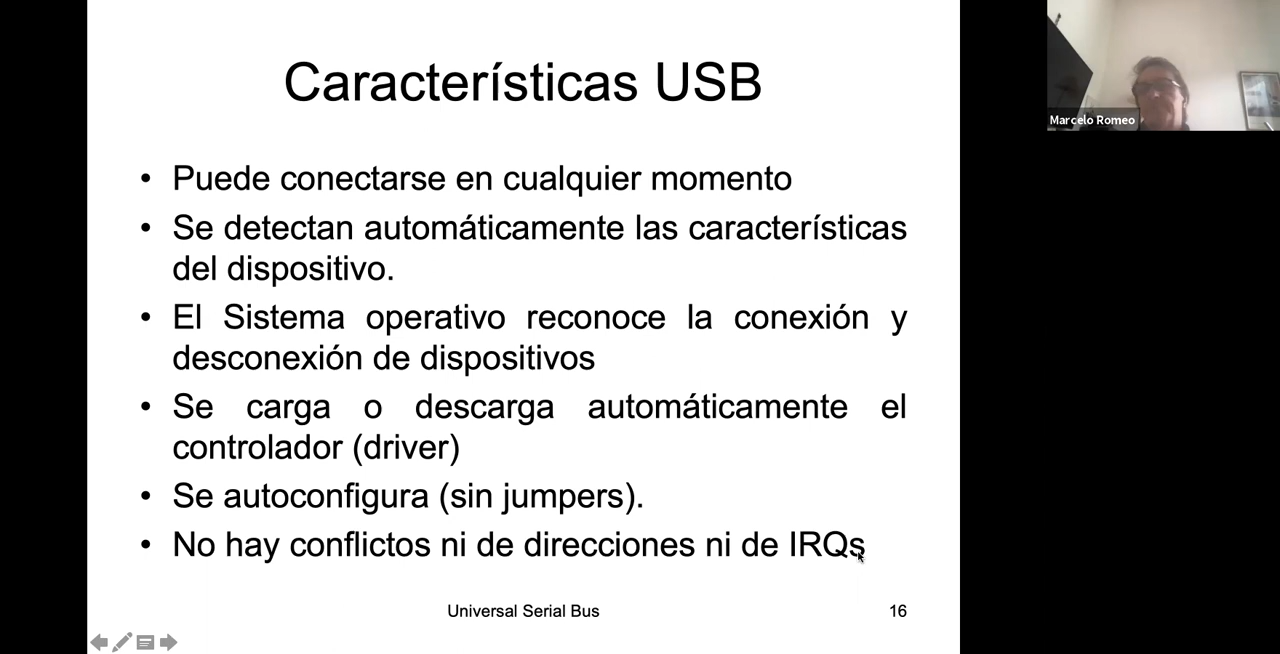 Características USB
Marcelo Romeo
• Puede conectarse en cualquier momento
• Se detectan automáticamente las características
del dispositivo.
• El Sistema operativo reconoce la conexión y
desconexión de dispositivos
• Se carga o descarga automáticamente el
controlador (driver)
• Se autoconfigura (sin jumpers).
• No hay conflictos ni de direcciones ni de IRQs
Universal Serial Bus 16